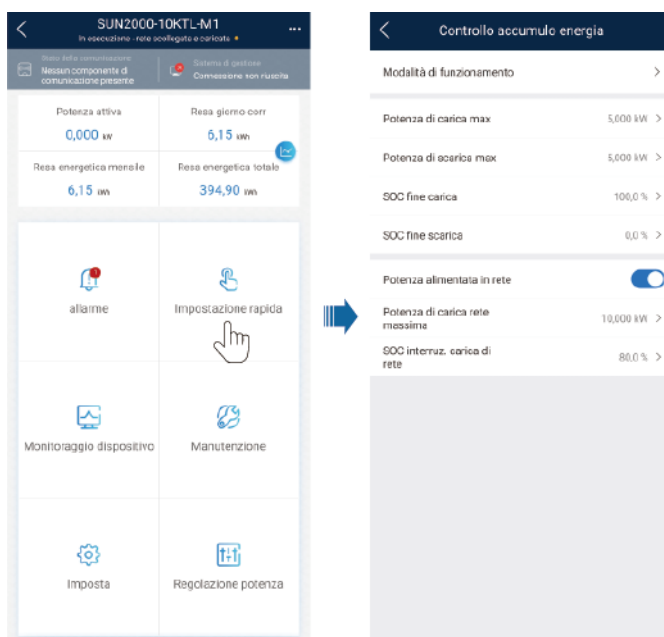 SUN2000-10KTL-M1
In esecuzione - rete scollegata e caricata
Stato della comunicazione
Nessun componente di
comunicazione presente
Sistema di gestione
Connessione non riuscita
Potenza attiva
0,000 kW
Resa giorno corr
6,15 kWh
Resa energetica mensile
6,15 kWh
Resa energetica totale
394,90 kWh
allarme
Impostazione rapida
Monitoraggio dispositivo
Manutenzione
Imposta
Regolazione potenza
Controllo accumulo energia
Modalità di funzionamento
Potenza di carica max
5,000 kW
Potenza di scarica max
5,000 kW
SOC fine carica
100,0 %
SOC fine scarica
0,0 %
Potenza alimentata in rete
Potenza di carica rete
massima
10,000 kW
SOC interruz. carica di
rete
80,0 %